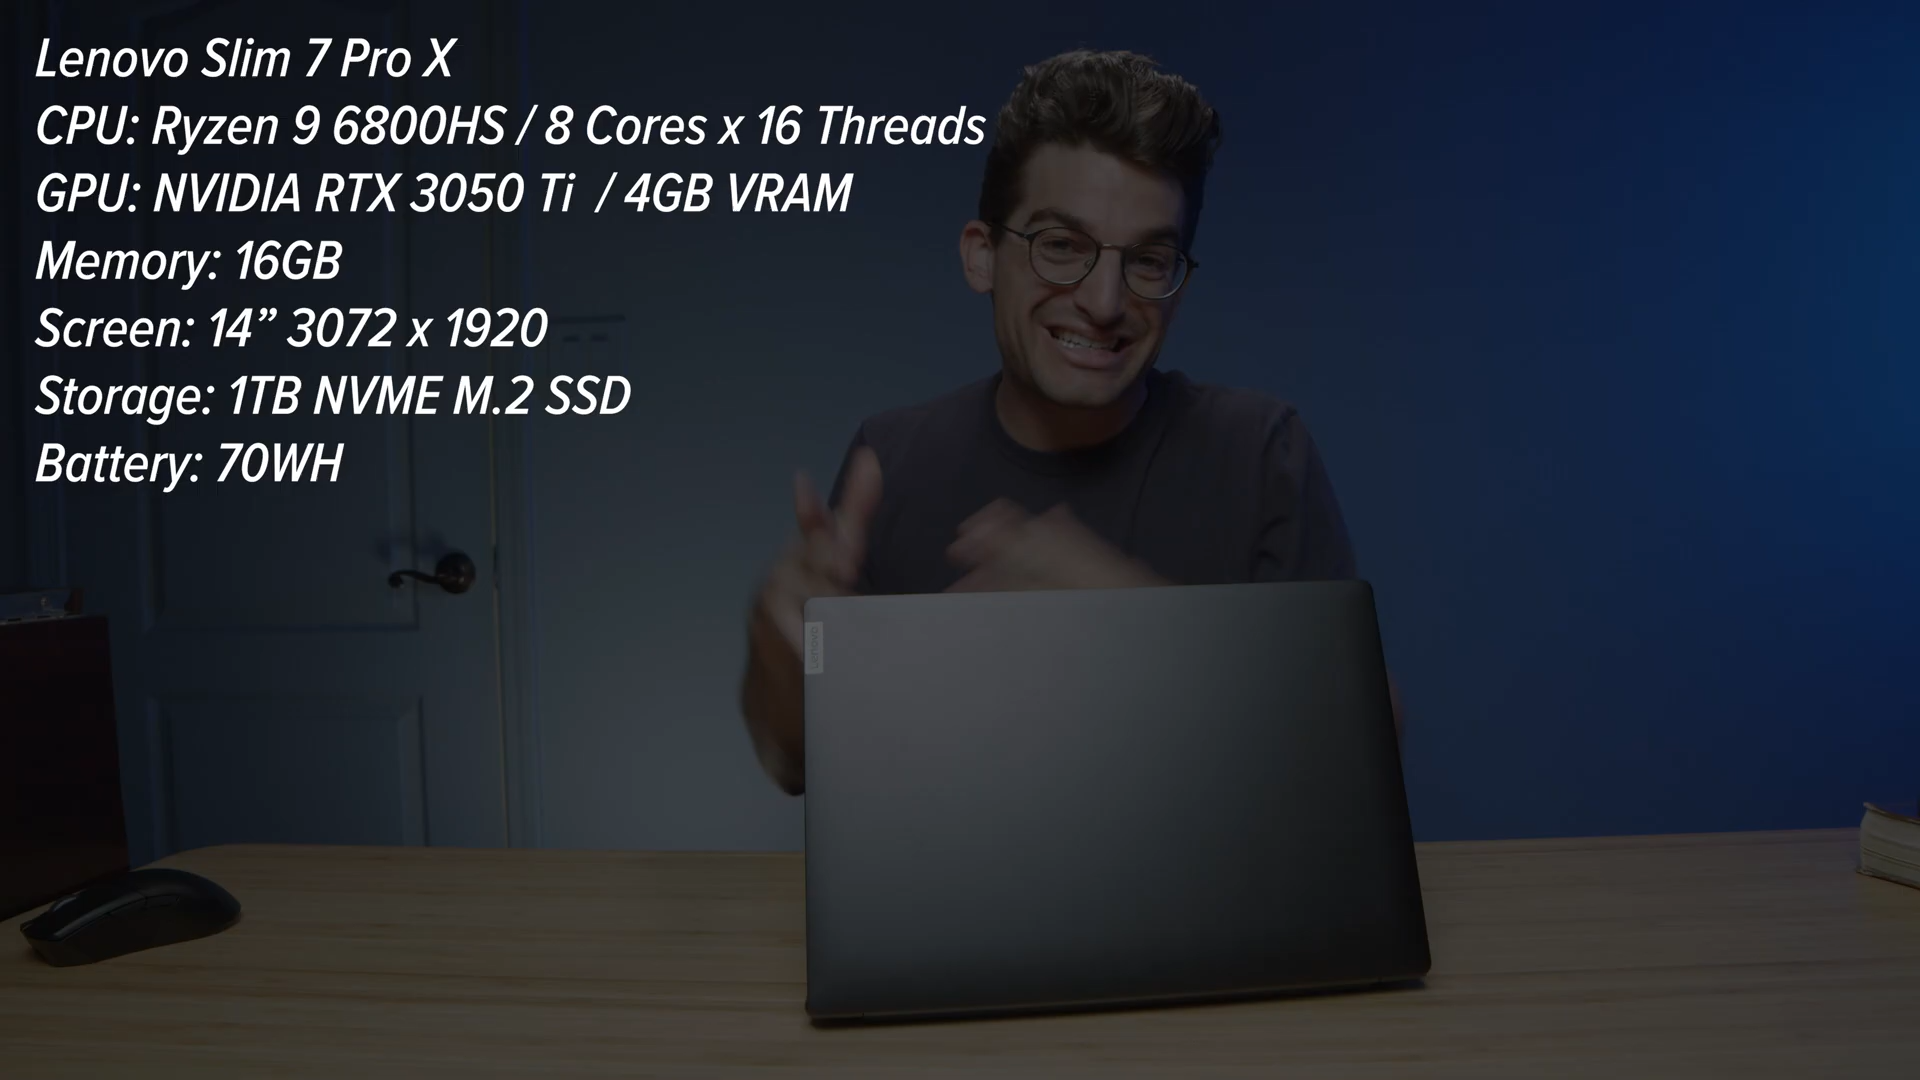 Lenovo Slim 7 Pro X
CPU: Ryzen 9 6800HS / 8 Cores x 16 Threads
GPU: NVIDIA RTX 3050 Ti / 4GB VRAM
Memory: 16GB
Screen: 14” 3072 x 1920
Storage: 1TB NVME M.2 SSD
Battery: 70WH
Lenovo